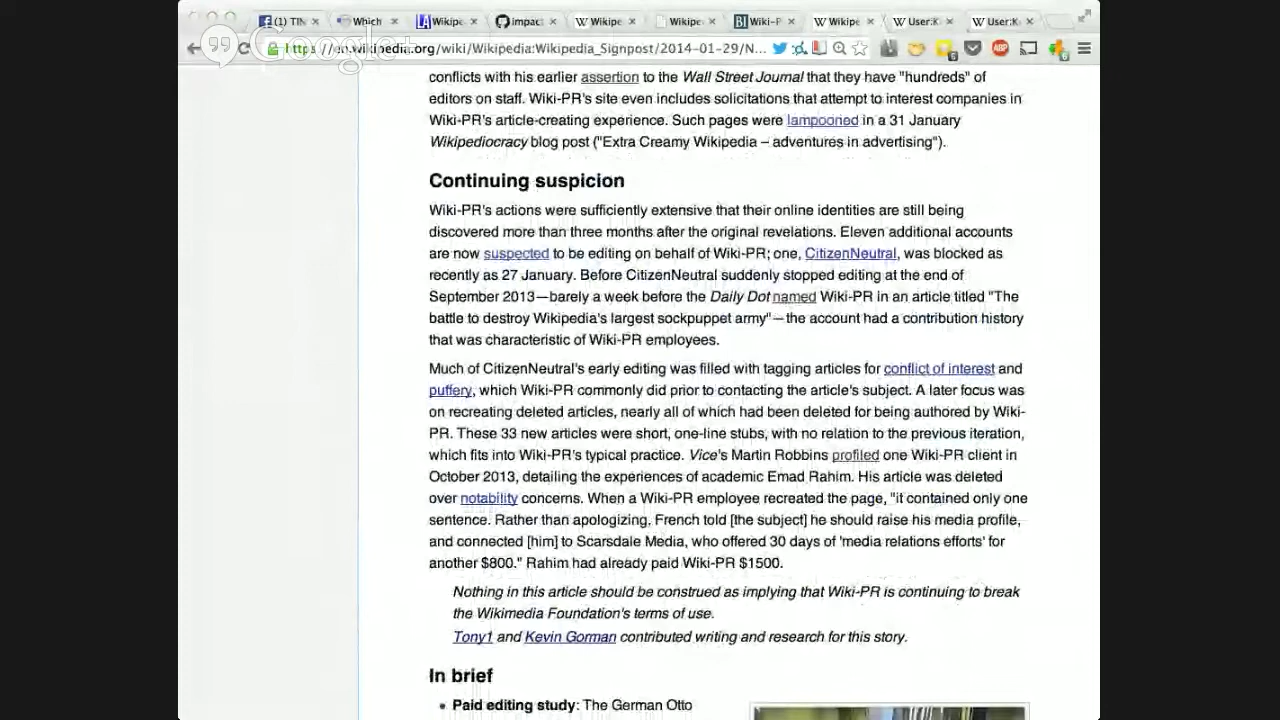 (1) TIN
Which
Wikipe
impact
Wikipe
Wikipe
Wiki-P
Wikipe
User:K
User:K
Google+
https://en.wikipedia.org/wiki/Wikipedia:Wikipedia_Signpost/2014-01-29/N...
conflicts with his earlier assertion to the Wall Street Journal that they have "hundreds" of
editors on staff. Wiki-PR's site even includes solicitations that attempt to interest companies in
Wiki-PR's article-creating experience. Such pages were lampooned in a 31 January
Wikipediocracy blog post ("Extra Creamy Wikipedia – adventures in advertising").
Continuing suspicion
Wiki-PR's actions were sufficiently extensive that their online identities are still being
discovered more than three months after the original revelations. Eleven additional accounts
are now suspected to be editing on behalf of Wiki-PR; one, CitizenNeutral, was blocked as
recently as 27 January. Before CitizenNeutral suddenly stopped editing at the end of
September 2013—barely a week before the Daily Dot named Wiki-PR in an article titled "The
battle to destroy Wikipedia's largest sockpuppet army"—the account had a contribution history
that was characteristic of Wiki-PR employees.
Much of CitizenNeutral's early editing was filled with tagging articles for conflict of interest and
puffery, which Wiki-PR commonly did prior to contacting the article's subject. A later focus was
on recreating deleted articles, nearly all of which had been deleted for being authored by Wiki-
PR. These 33 new articles were short, one-line stubs, with no relation to the previous iteration,
which fits into Wiki-PR's typical practice. Vice's Martin Robbins profiled one Wiki-PR client in
October 2013, detailing the experiences of academic Emad Rahim. His article was deleted
over notability concerns. When a Wiki-PR employee recreated the page, "it contained only one
sentence. Rather than apologizing, French told [the subject] he should raise his media profile,
and connected [him] to Scarsdale Media, who offered 30 days of 'media relations efforts' for
another $800." Rahim had already paid Wiki-PR $1500.
Nothing in this article should be construed as implying that Wiki-PR is continuing to break
the Wikimedia Foundation's terms of use.
Tony1 and Kevin Gorman contributed writing and research for this story.
In brief
• Paid editing study: The German Otto